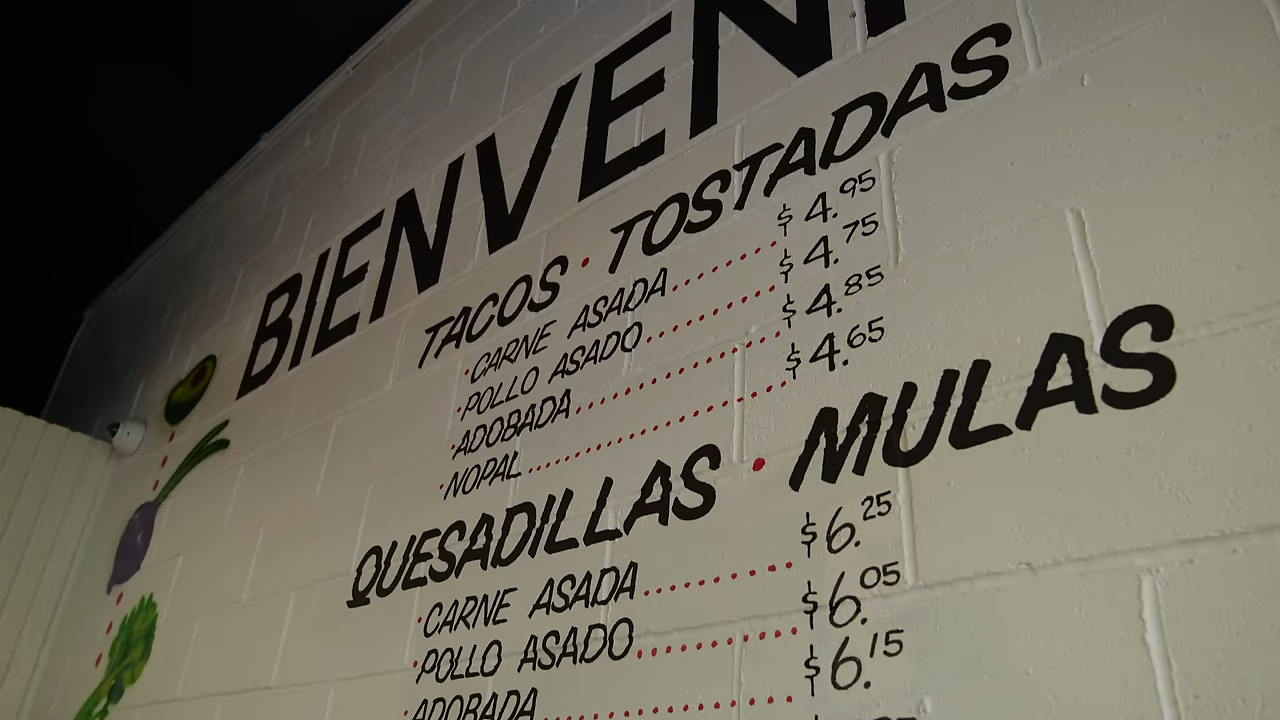 BIENVENI
TACOS · TOSTADAS
· CARNE ASADA........ $4.95
· POLLO ASADO.......... $4.75
· ADOBADA................ $4.85
· NOPAL.................... $4.65
QUESADILLAS · MULAS
· CARNE ASADA.......... $6.25
· POLLO ASADO........... $6.05
· ADOBADA................ $6.15